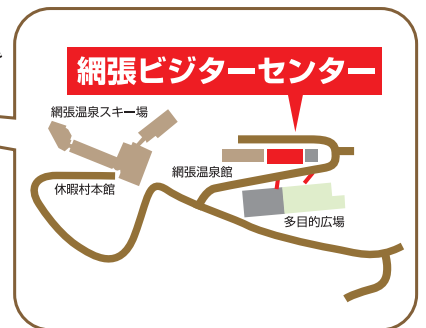 網張ビジターセンター
網張温泉スキー場
網張温泉館
休暇村本館
多目的広場